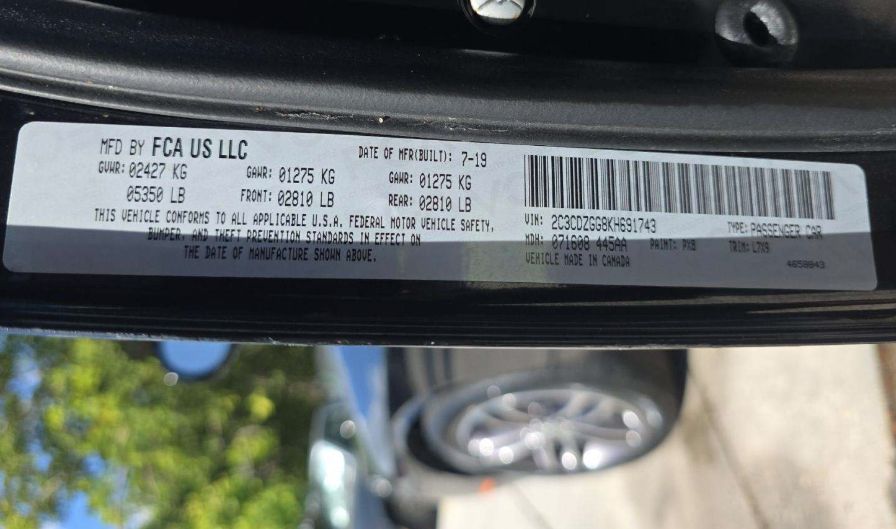 MFD BY FCA US LLC DATE OF MFR(BUILT): 7-19
GVWR: 02427 KG GAWR: 01275 KG GAWR: 01275 KG
05350 LB FRONT: 02810 LB REAR: 02810 LB
THIS VEHICLE CONFORMS TO ALL APPLICABLE U.S.A. FEDERAL MOTOR VEHICLE SAFETY,
BUMPER, AND THEFT PREVENTION STANDARDS IN EFFECT ON
THE DATE OF MANUFACTURE SHOWN ABOVE.
VIN: 2C3CDZGG8KH691743 TYPE: PASSENGER CAR
MDH: 071608 445AA PAINT: PX8 TRIM: L7X9
VEHICLE MADE IN CANADA